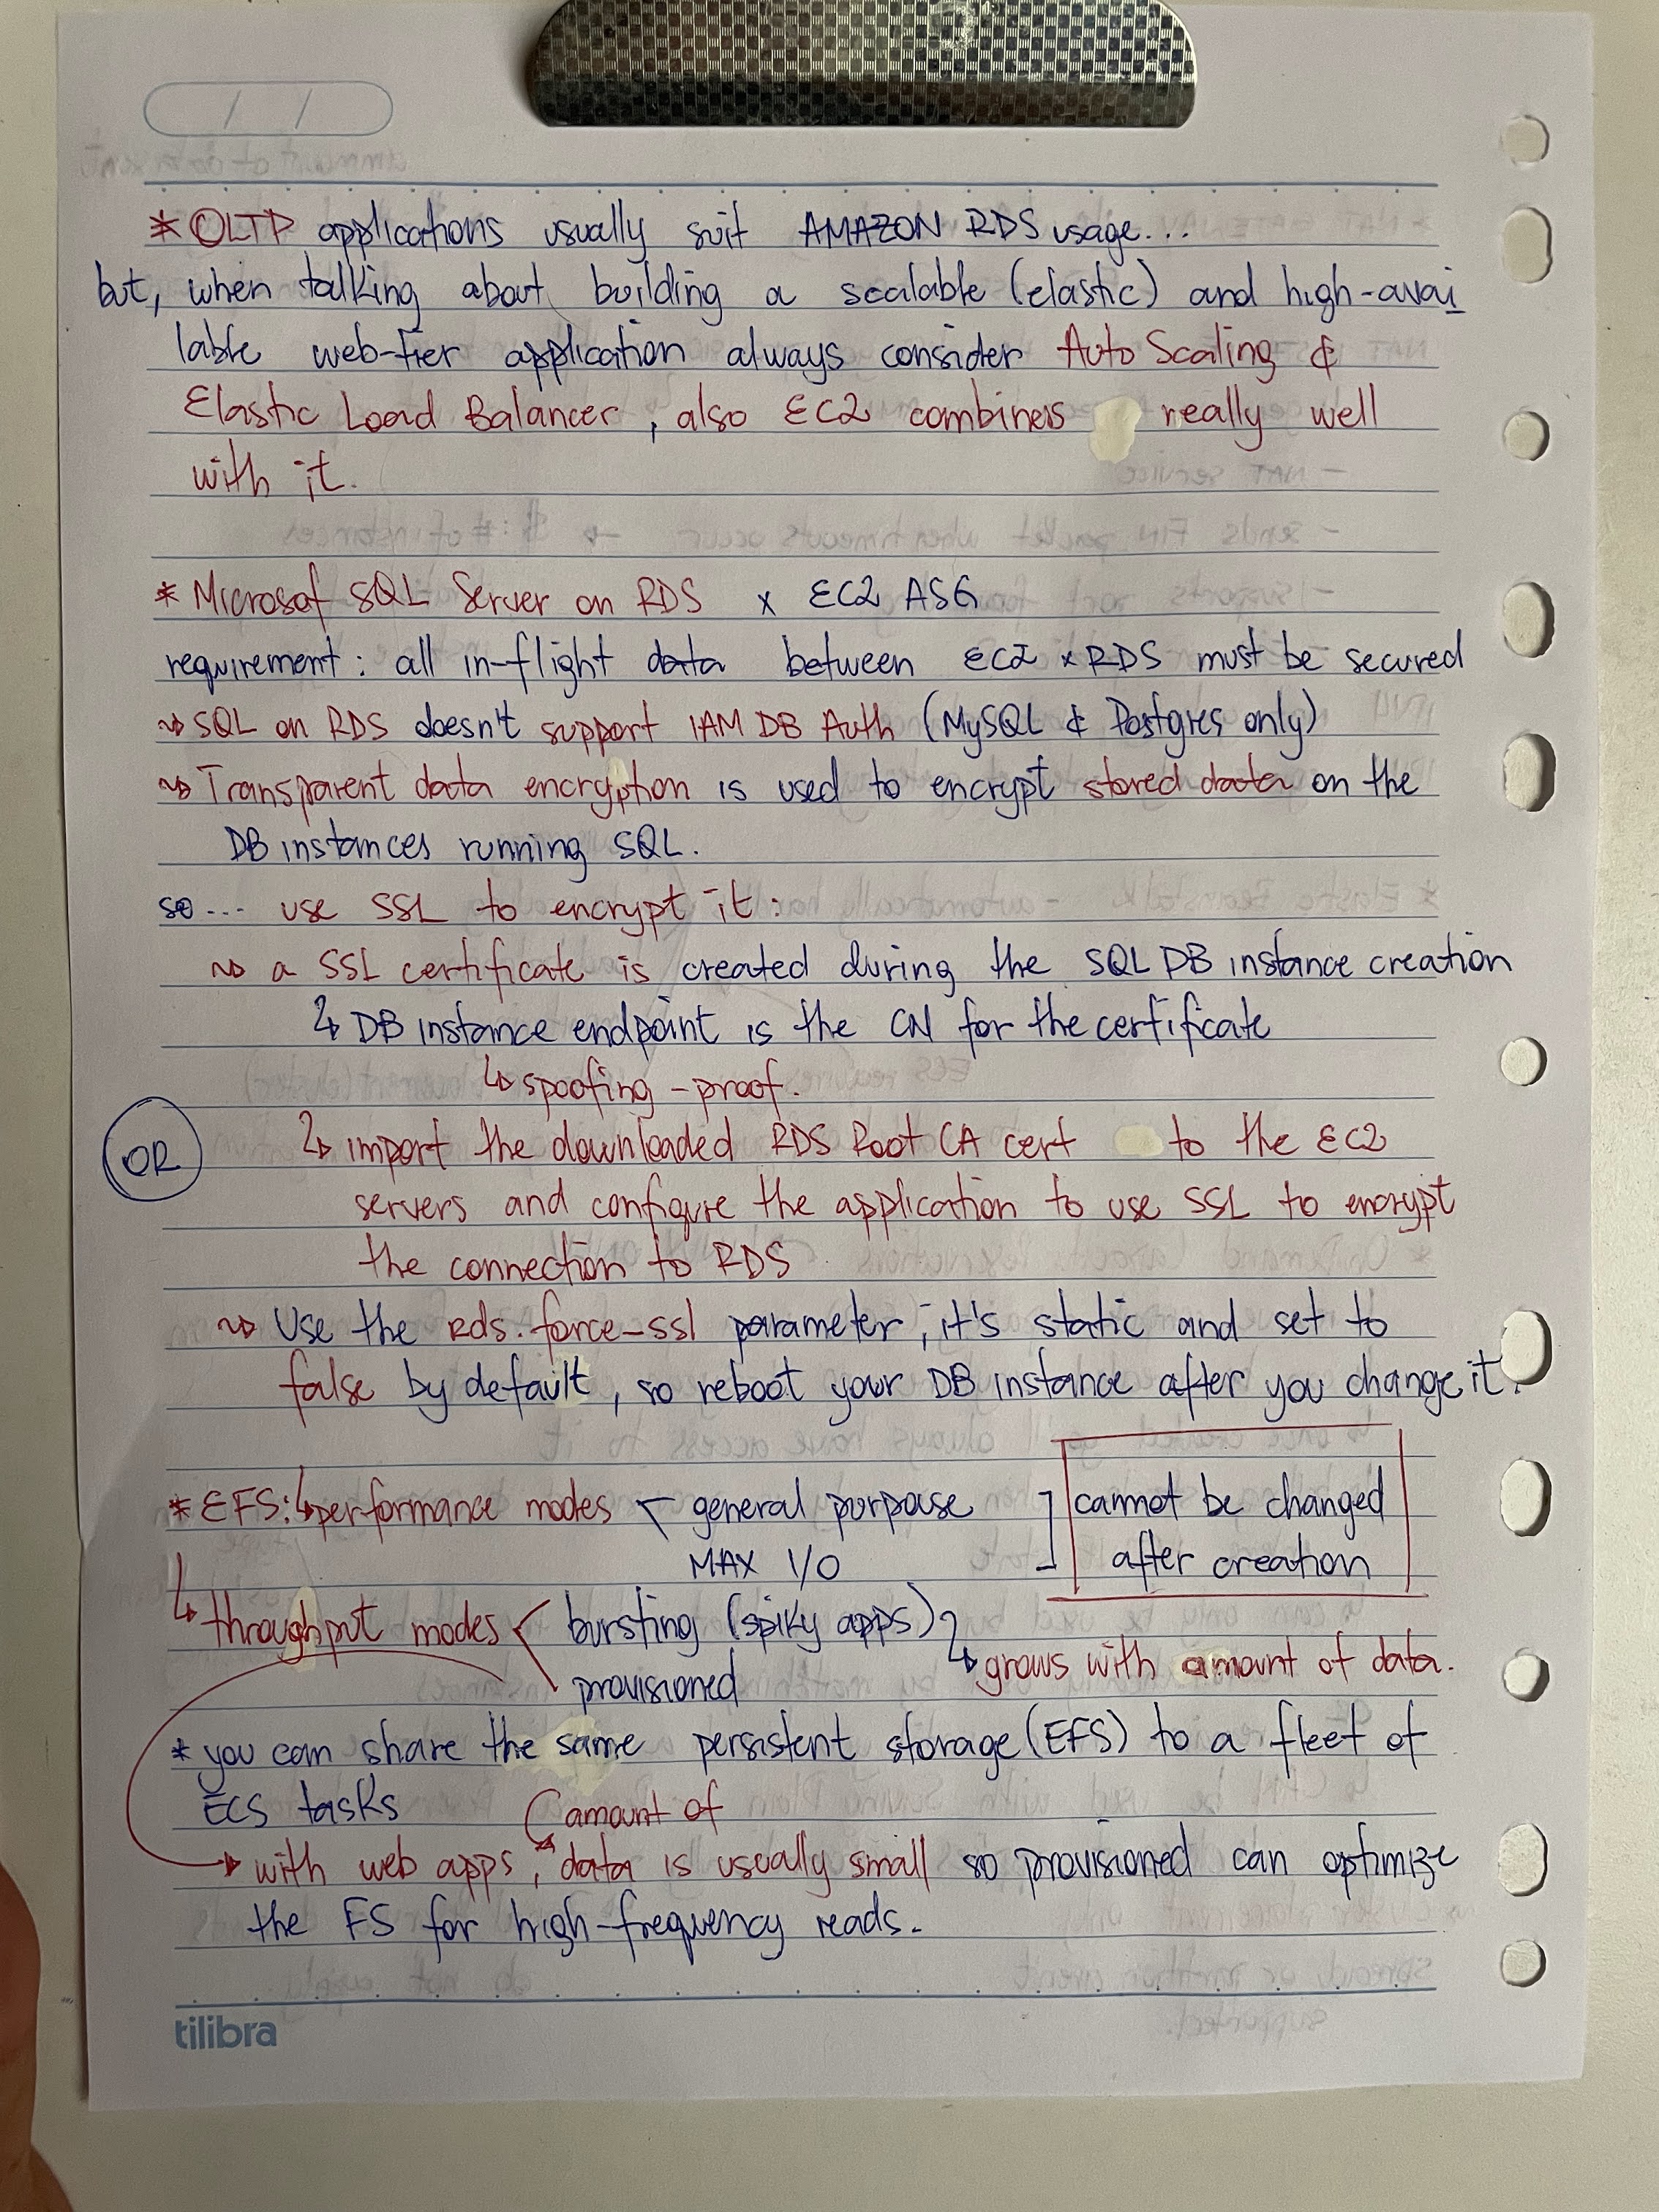 * OLTP applications usually suit AMAZON RDS usage...
but, when talking about building a scalable (elastic) and high-avai
lable web-tier application always consider Auto Scaling &
Elastic Load Balancer, also EC2 combines really well
with it.
* Microsof SQL Server on RDS x EC2 ASG
requirement: all in-flight data between EC2 x RDS must be secured
~> SQL on RDS doesn't support IAM DB Auth (MySQL & Postgres only)
~> Transparent data encryption is used to encrypt stored data on the
DB instances running SQL.
so... use SSL to encrypt it:
~> a SSL certificate is created during the SQL DB instance creation
↳ DB instance endpoint is the CN for the certificate
↳ spoofing-proof.
OR ↳ import the downloaded RDS Root CA cert to the EC2
servers and configure the application to use SSL to encrypt
the connection to RDS
~> Use the rds.force-ssl parameter, it's static and set to
false by default, so reboot your DB instance after you change it.
* EFS: ↳ performance modes general purpouse cannot be changed
MAX I/O after creation
↳ throughput modes bursting (spiky apps)
↳ grows with amount of data.
provisioned
* you can share the same persistent storage (EFS) to a fleet of
ECS tasks
amount of
→ with web apps, data is usually small so provisioned can optimize
the FS for high-frequency reads.
tilibra